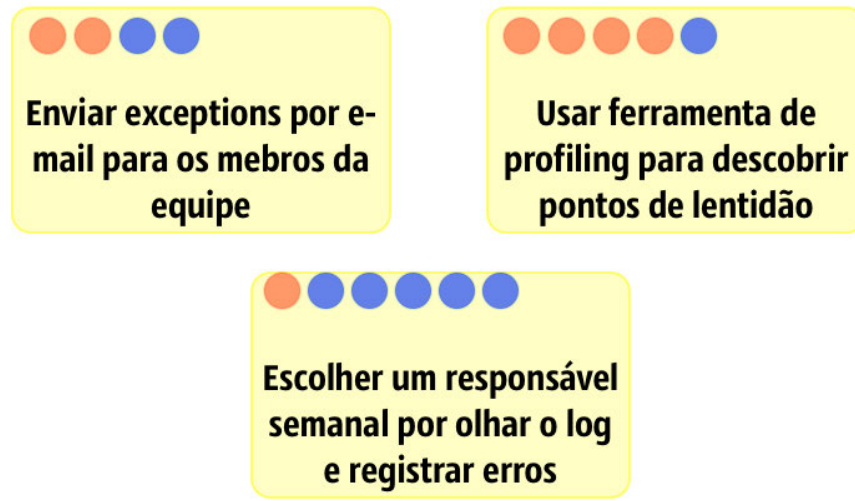 Enviar exceptions por e-
mail para os mebros da
equipe
Usar ferramenta de
profiling para descobrir
pontos de lentidão
Escolher um responsável
semanal por olhar o log
e registrar erros